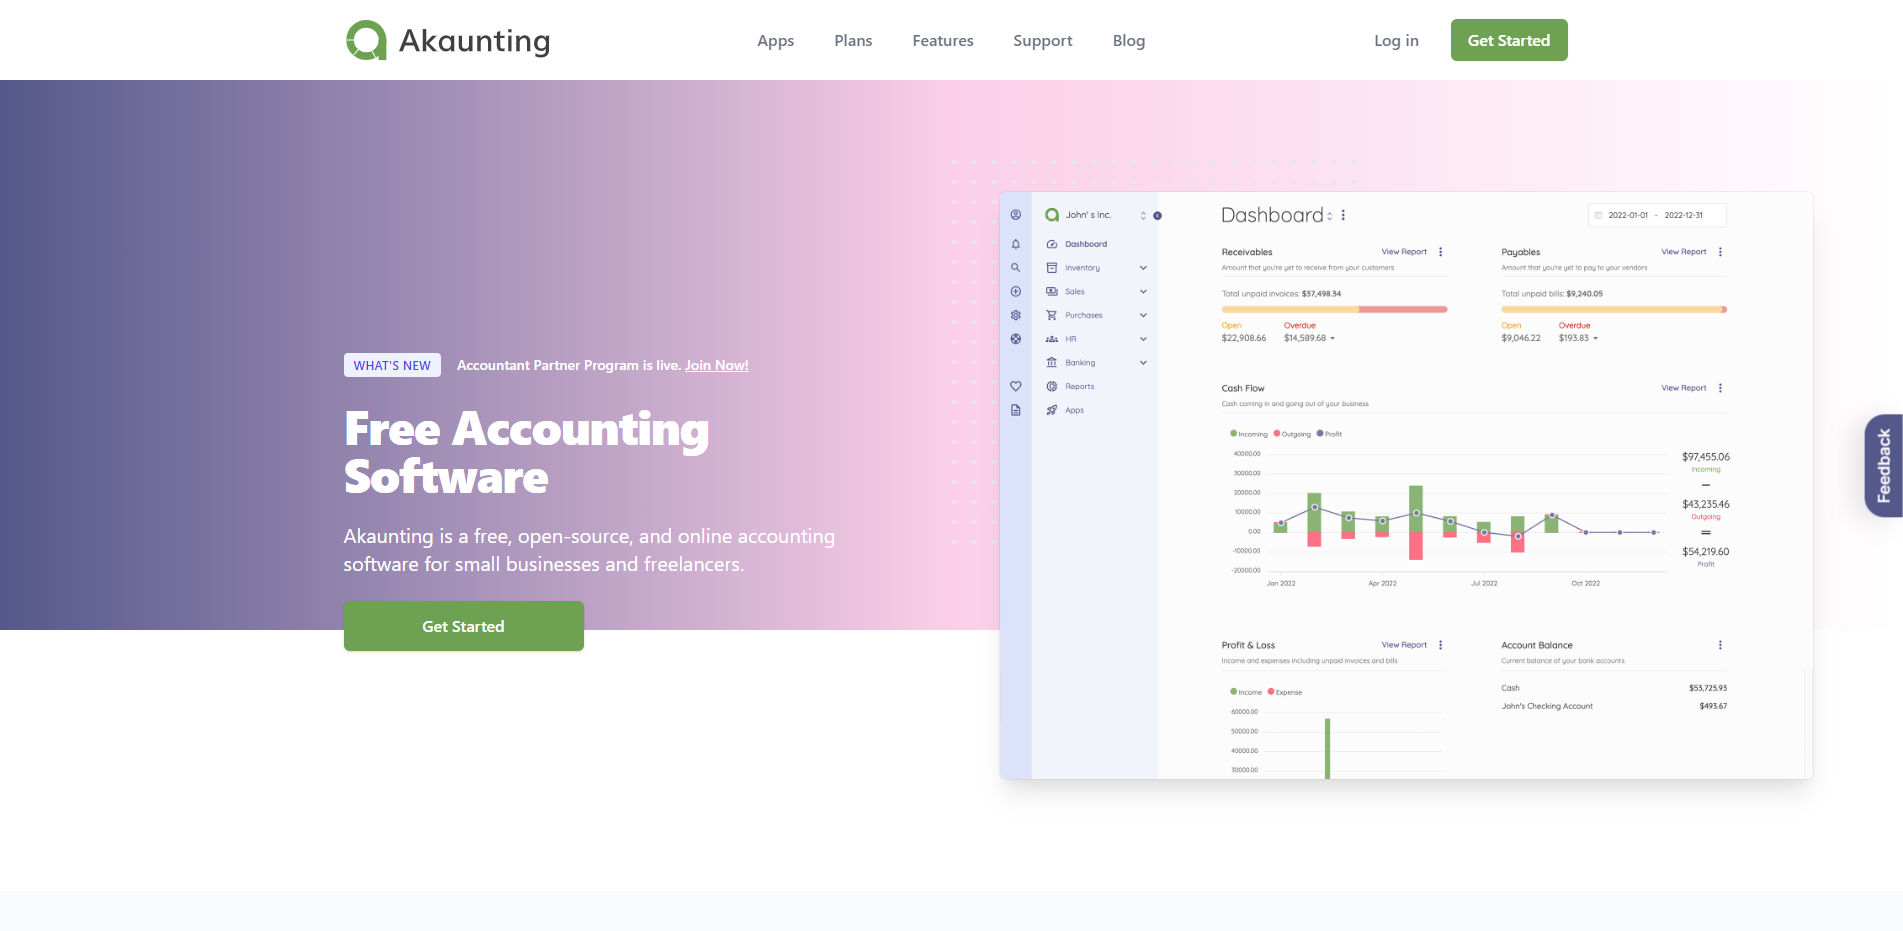 Akaunting
Apps
Plans
Features
Support
Blog
Log in
Get Started
WHAT'S NEW
Accountant Partner Program is live. Join Now!
Free Accounting
Software
Akaunting is a free, open-source, and online accounting
software for small businesses and freelancers.
Get Started
John' s Inc.
Dashboard
Inventory
Sales
Purchases
HR
Banking
Reports
Apps
Dashboard
2022-01-01 - 2022-12-31
Receivables
View Report
Amount that you're yet to receive from your customers
Total unpaid invoices: $37,498.34
Open
Overdue
$22,908.66
$14,589.68
Payables
View Report
Amount that you're yet to pay to your vendors
Total unpaid bills: $9,240.05
Open
Overdue
$9,046.22
$193.83
Cash Flow
View Report
Cash coming in and going out of your business
Incoming
Outgoing
Profit
40000.00
30000.00
20000.00
10000.00
0.00
-10000.00
-20000.00
Jan 2022
Apr 2022
Jul 2022
Oct 2022
$97,455.06
Incoming
$43,235.46
Outgoing
$54,219.60
Profit
Profit & Loss
View Report
Income and expenses including unpaid invoices and bills
Income
Expense
60000.00
50000.00
40000.00
30000.00
Account Balance
Current balance of your bank accounts
Cash
$53,725.93
John's Checking Account
$493.67
Feedback